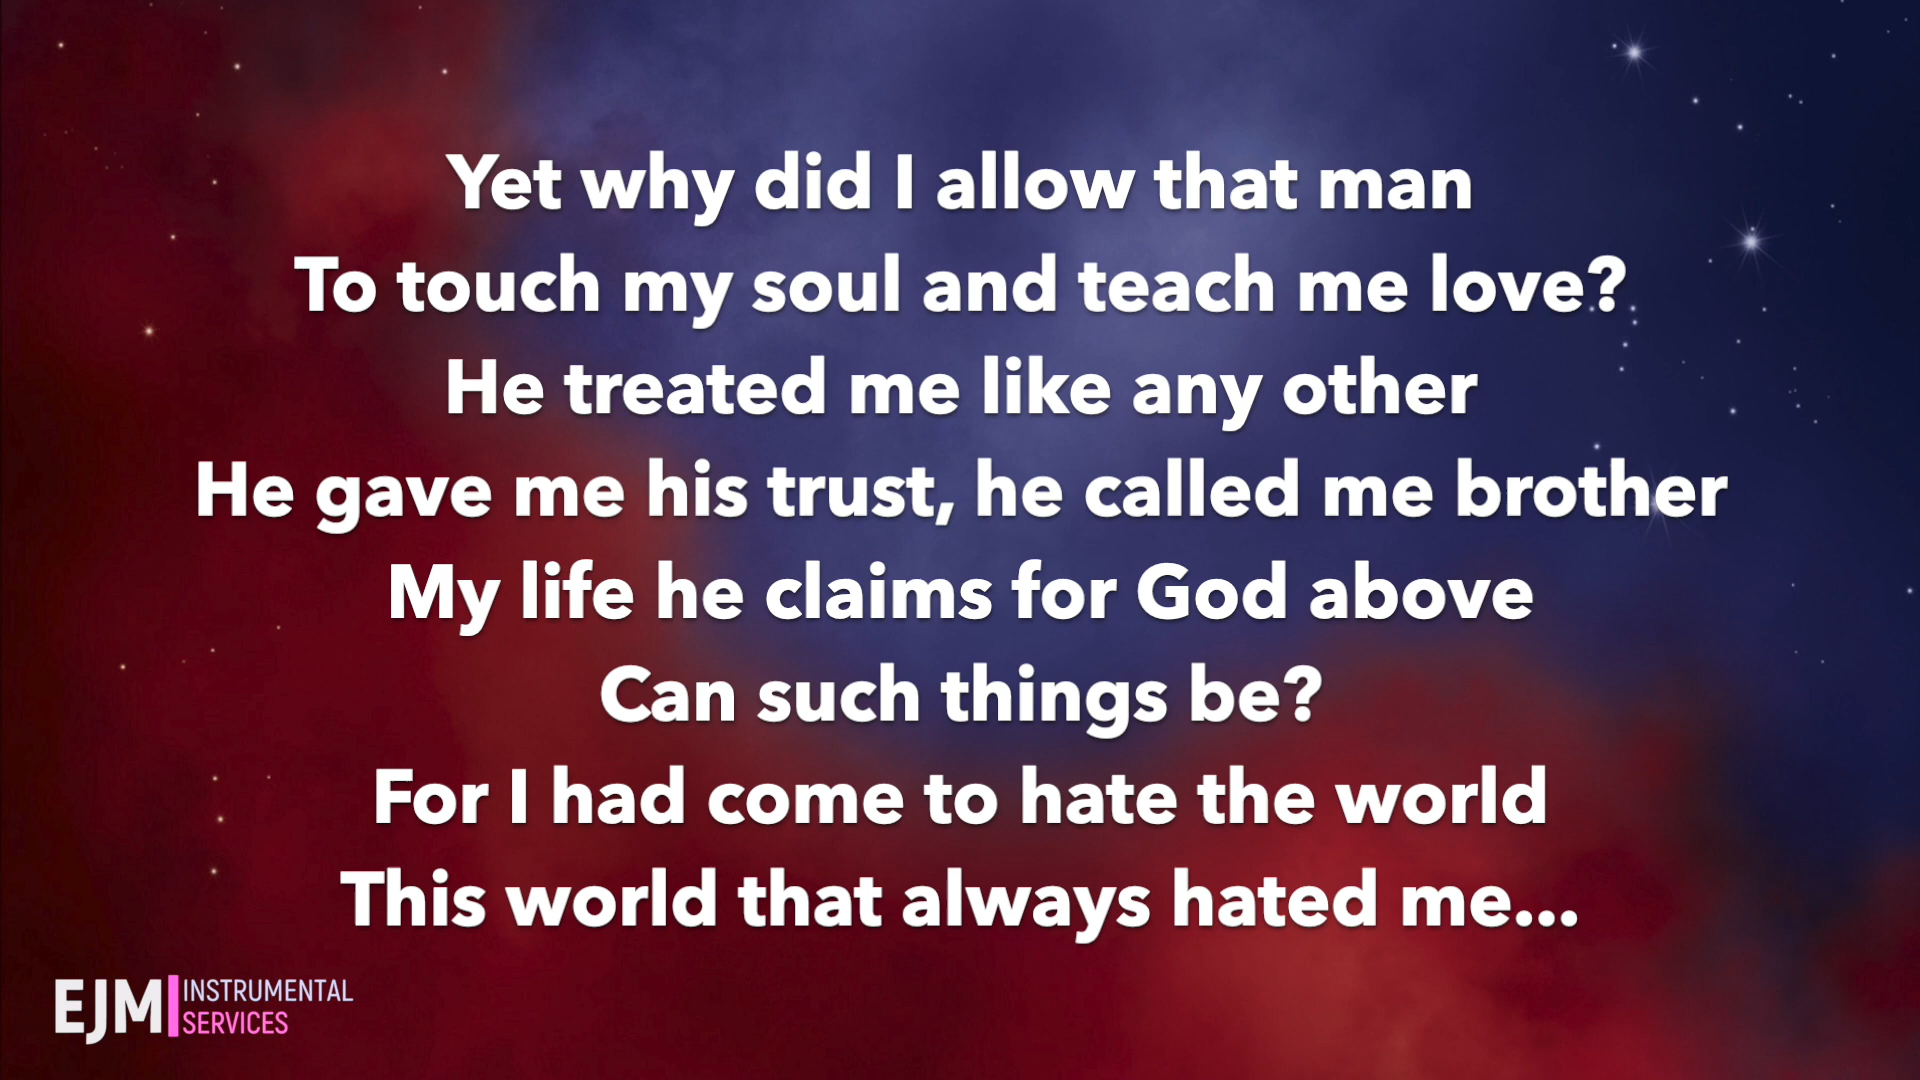 Yet why did I allow that man
To touch my soul and teach me love?
He treated me like any other
He gave me his trust, he called me brother
My life he claims for God above
Can such things be?
For I had come to hate the world
This world that always hated me...
EJM INSTRUMENTAL
SERVICES